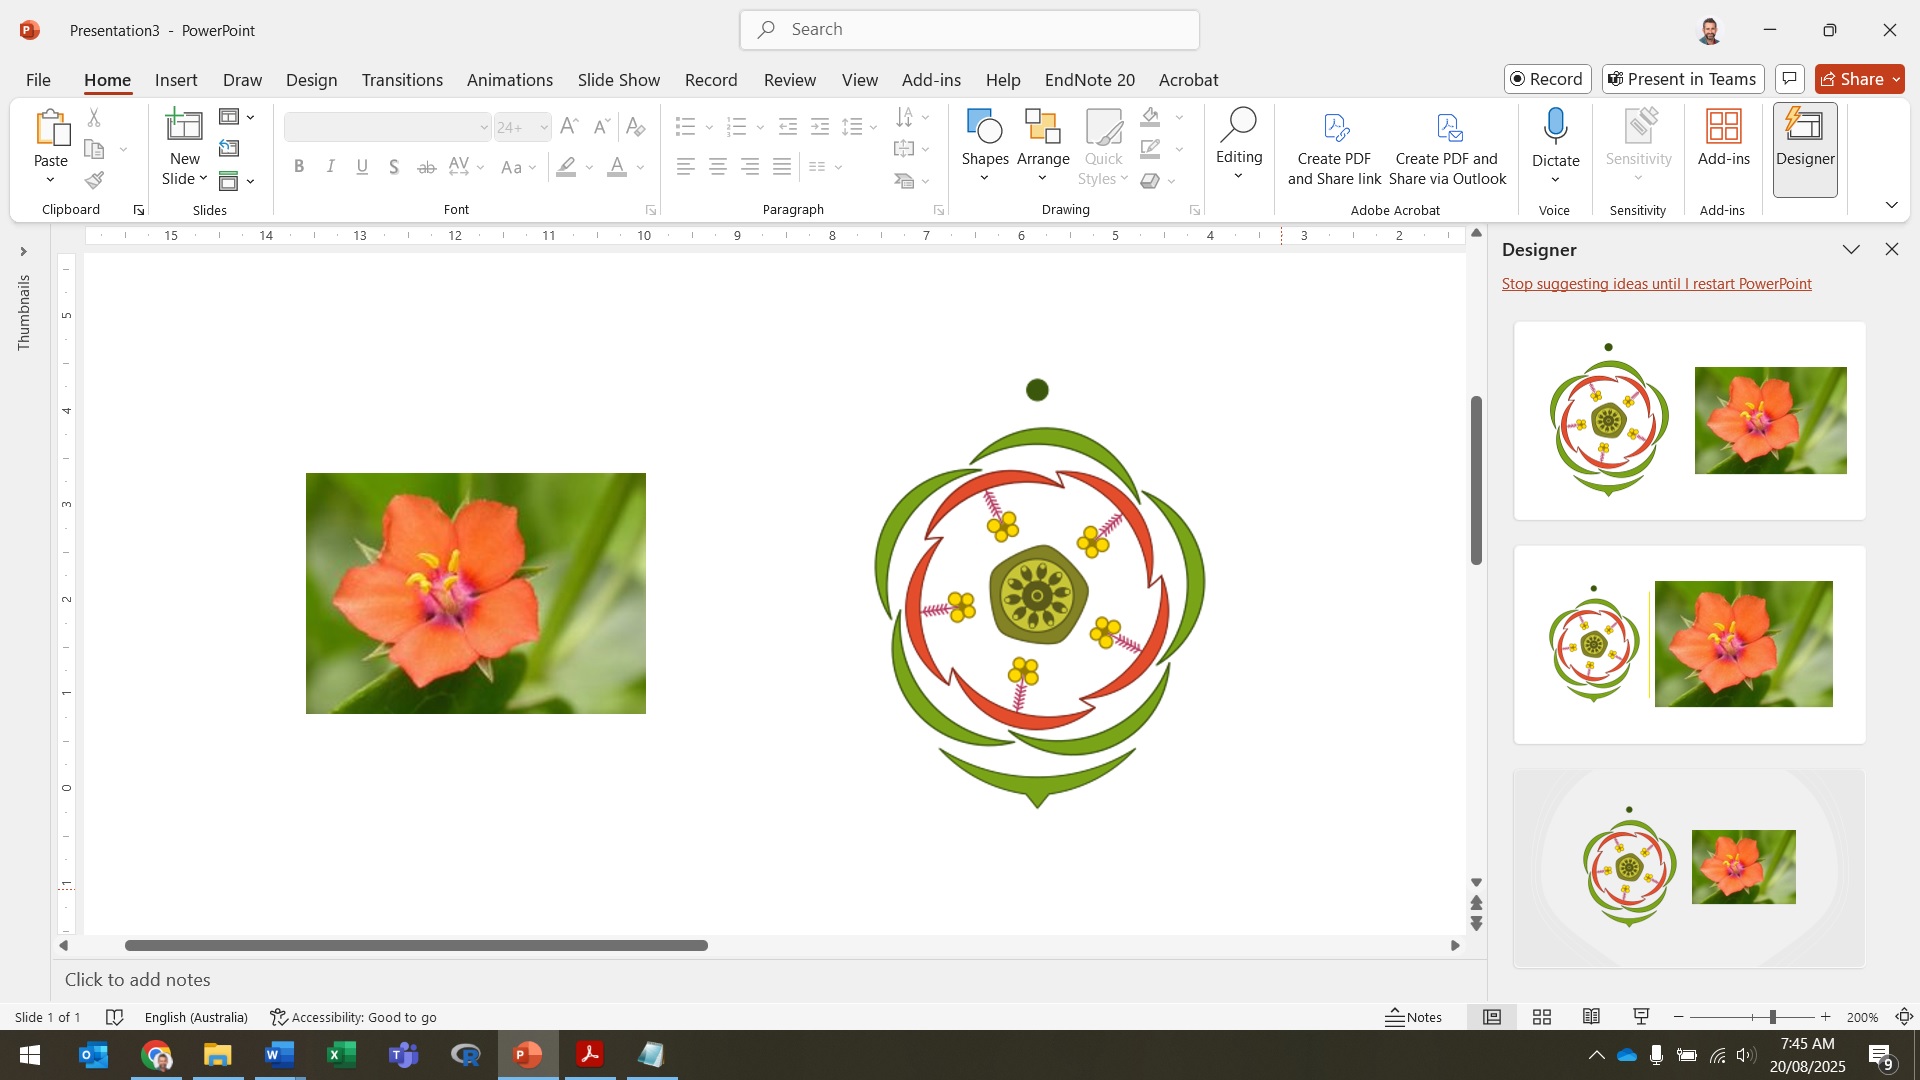 Presentation3 - PowerPoint
Search
File Home Insert Draw Design Transitions Animations Slide Show Record Review View Add-ins Help EndNote 20 Acrobat
Record Present in Teams Share
Paste
New Slide
24+
B I U S ab AV Aa A
Shapes Arrange Quick Styles
Editing
Create PDF and Share link
Create PDF and Share via Outlook
Dictate
Sensitivity
Add-ins
Designer
Clipboard Slides Font Paragraph Drawing Adobe Acrobat Voice Sensitivity Add-ins
15 14 13 12 11 10 9 8 7 6 5 4 3 2
Thumbnails
5
4
3
2
1
0
1
Designer
Stop suggesting ideas until I restart PowerPoint
Click to add notes
Slide 1 of 1 English (Australia) Accessibility: Good to go Notes 200%
7:45 AM
20/08/2025
9